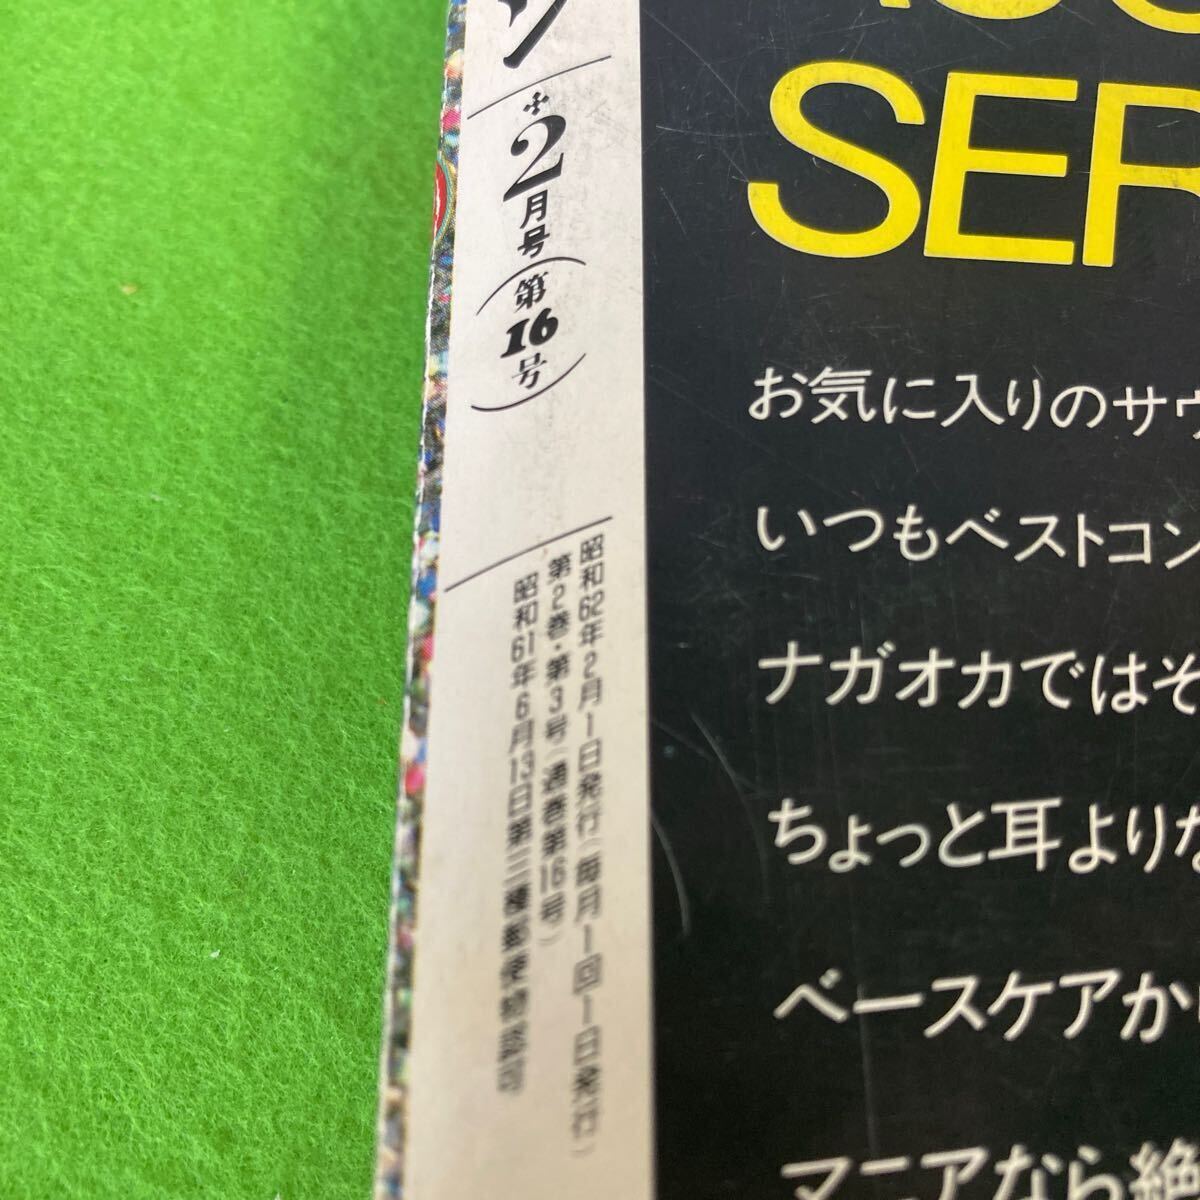 ン
2月号(第16号)
昭和62年2月1日発行(毎月1回1日発行)
第2巻・第3号(通巻第16号)
昭和61年6月13日第三種郵便物認可
SER
お気に入りのサウ
いつもベストコン
ナガオカではそ
ちょっと耳よりな
ベースケアから
マニアなら絶